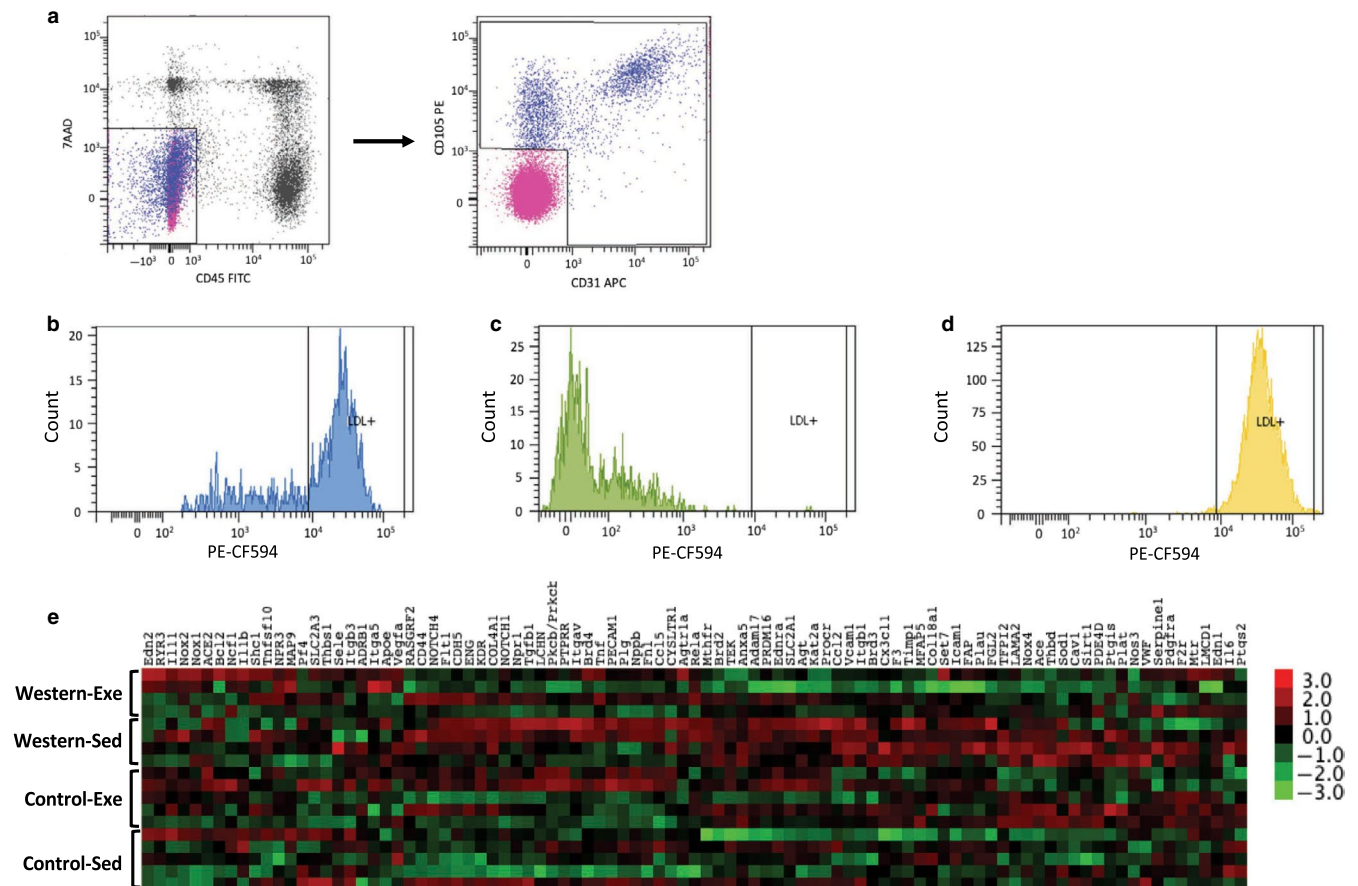 a
10⁵
10⁴
10³
0
7AAD
−10³ 0 10³ 10⁴ 10⁵
CD45 FITC
10⁵
10⁴
10³
0
CD105 PE
0 10³ 10⁴ 10⁵
CD31 APC
b
20
15
10
5
0
Count
LDL+
0 10² 10³ 10⁴ 10⁵
PE-CF594
c
25
20
15
10
5
0
Count
LDL+
0 10² 10³ 10⁴ 10⁵
PE-CF594
d
125
100
75
50
25
0
Count
LDL+
0 10² 10³ 10⁴ 10⁵
PE-CF594
e
Edn2 RYR3 Il11 Nox2 Nox1 ACE2 Bcl2 Ncf1 Il1b Shc1 Tnfsf10 NPR3 MAP9 Pf4 SLC2A3 Thbs1 Sele Itgb3 ADRB1 Itga5 Apoe Vegfa RASGRF2 CD44 NOTCH4 Flt1 CDH5 ENG KDR COL4A1 NOTCH1 Npr1 Tgfb1 LCHN Pkcb/Prkcb PTPRR Itgav Brd4 Tnf PECAM1 Plg Nppb Fn1 Ccl5 CYSLTR1 Agtr1a Mthfr Brd2 TEK Anxa5 Adam17 PRDM16 Ednra SLC2A1 Agt Kat2a Procr Ccl2 Vcam1 Itgb1 Brd3 Cx3cl1 F3 Timp1 MFAP5 Col18a1 Set7 Icam1 FAP Plau FGL2 TFPI2 LAMA2 Nox4 Ace Thbd Sod1 Cav1 Sirt1 PDE4D Ptgis Plat Nos3 VWF Serpine1 Pdgfra F2r Mtr LMCD1 Edn1 Il6 Ptgs2
Western-Exe
Western-Sed
Control-Exe
Control-Sed
3.0
2.0
1.0
0.0
−1.0
−2.0
−3.0